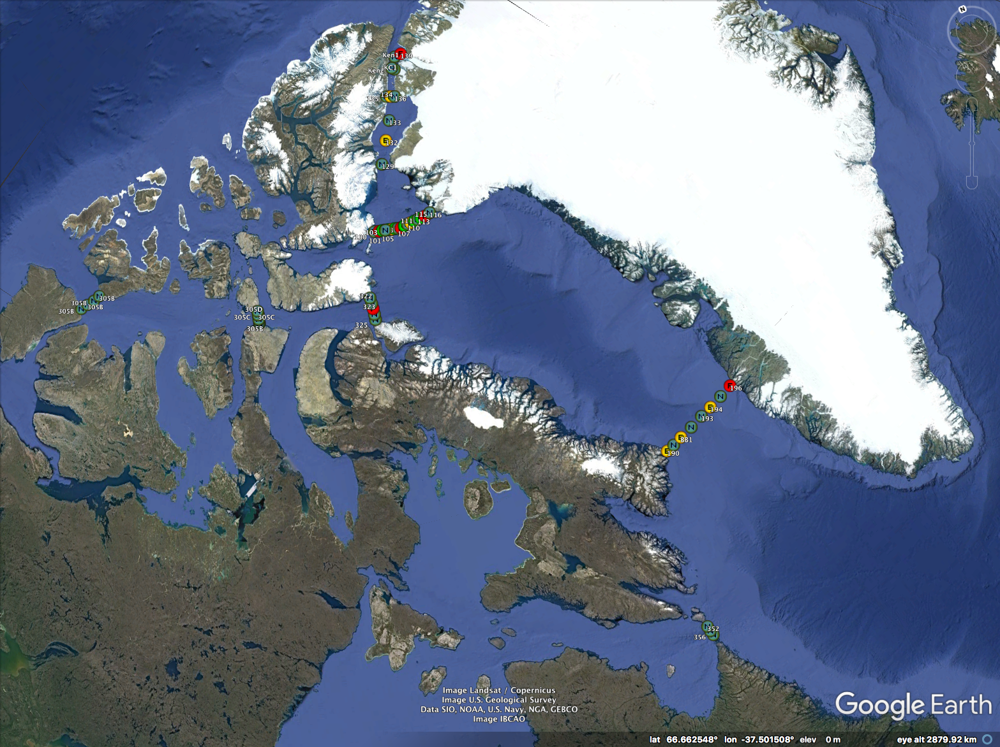 N
Ken1
139
KC1
Ken2
134
135
136
N
133
E
132
N
129
115
116
111
113
103
110
N
107
100
105
101
322
323
325
305B
305B
305B
305B
305D
305C
305C
305B
196
N
E
194
N
193
N
E
BB1
N
E
190
352
356
Image Landsat / Copernicus
Image U.S. Geological Survey
Data SIO, NOAA, U.S. Navy, NGA, GEBCO
Image IBCAO
Google Earth
lat 66.662548° lon -37.501508° elev 0 m
eye alt 2879.92 km